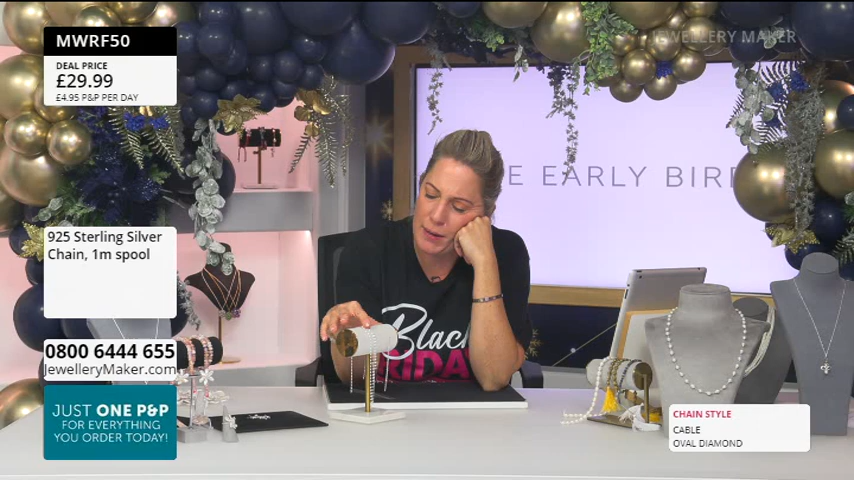 MWRF50
DEAL PRICE
£29.99
£4.95 P&P PER DAY
JEWELLERY MAKER
E EARLY BIR
925 Sterling Silver
Chain, 1m spool
Black
FRIDAY
0800 6444 655
JewelleryMaker.com
JUST ONE P&P
FOR EVERYTHING
YOU ORDER TODAY!
CHAIN STYLE
CABLE
OVAL DIAMOND